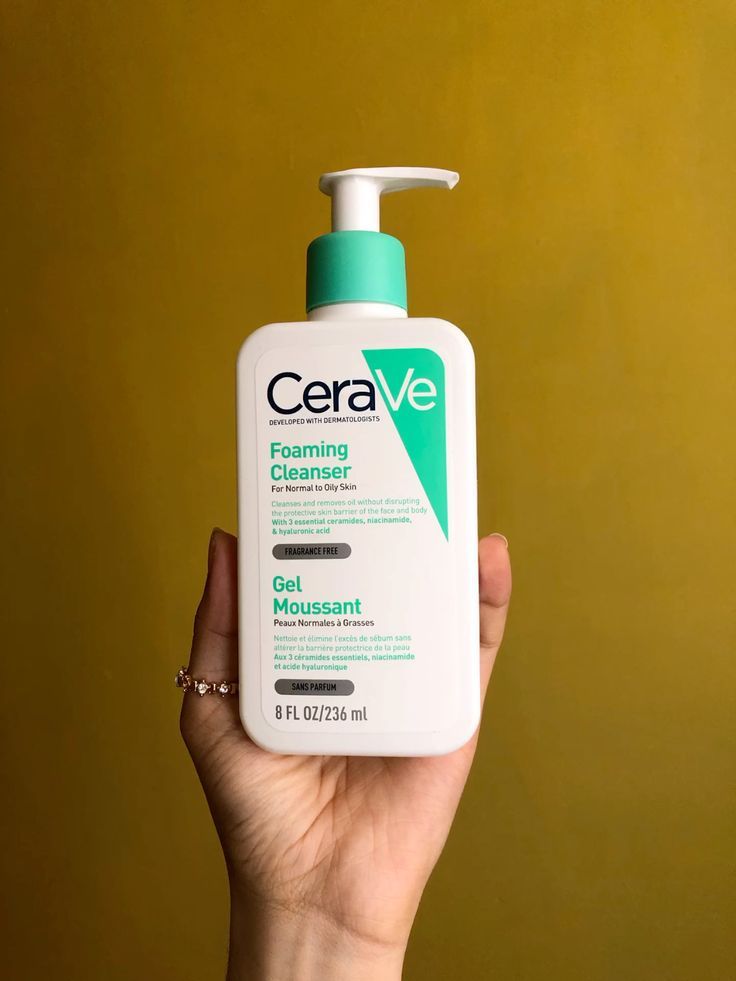 CeraVe
DEVELOPED WITH DERMATOLOGISTS
Foaming
Cleanser
For Normal to Oily Skin
Cleanses and removes oil without disrupting
the protective skin barrier of the face and body
With 3 essential ceramides, niacinamide,
& hyaluronic acid
FRAGRANCE FREE
Gel
Moussant
Peaux Normales à Grasses
Nettoie et élimine l'excès de sébum sans
altérer la barrière protectrice de la peau
Aux 3 céramides essentiels, niacinamide
et acide hyaluronique
SANS PARFUM
8 FL OZ/236 ml